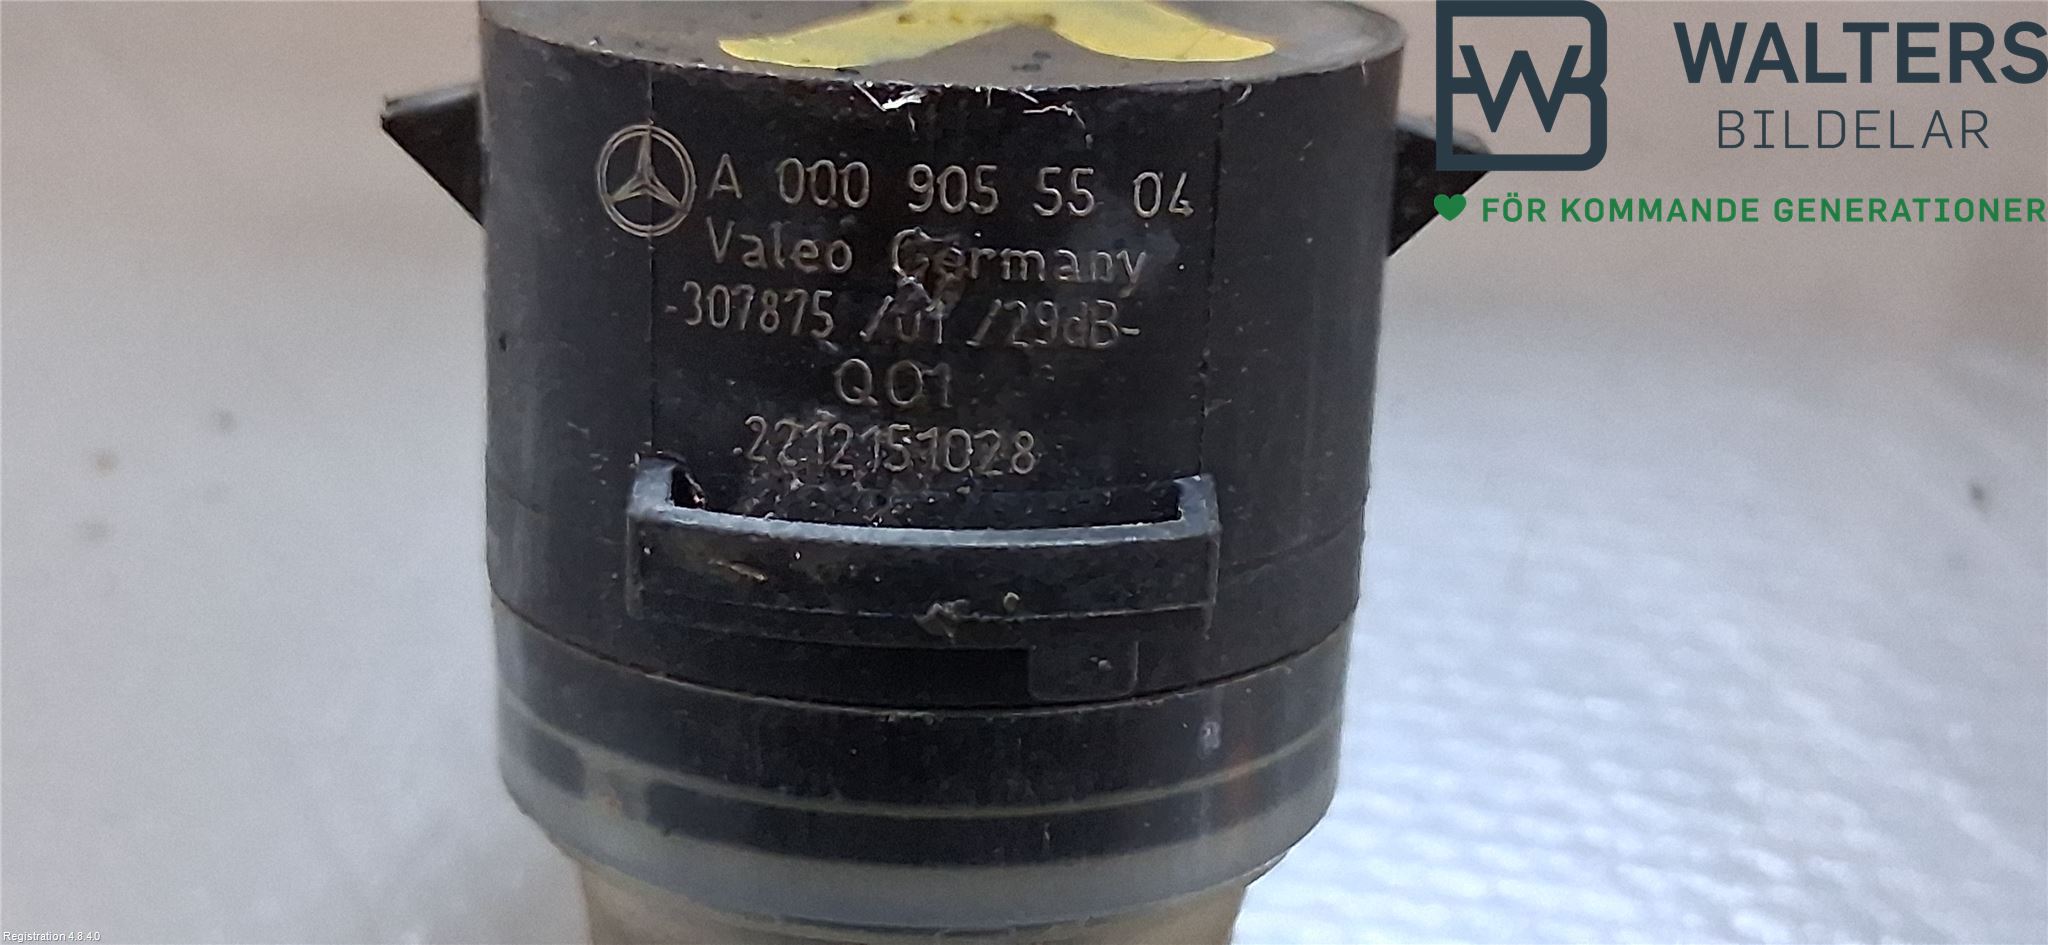 WALTERS
BILDELAR
FÖR KOMMANDE GENERATIONER
A 000 905 55 04
Valeo Germany
-307875 /01 /29dB-
Q01
2212151028
Registration 4.8.4.0